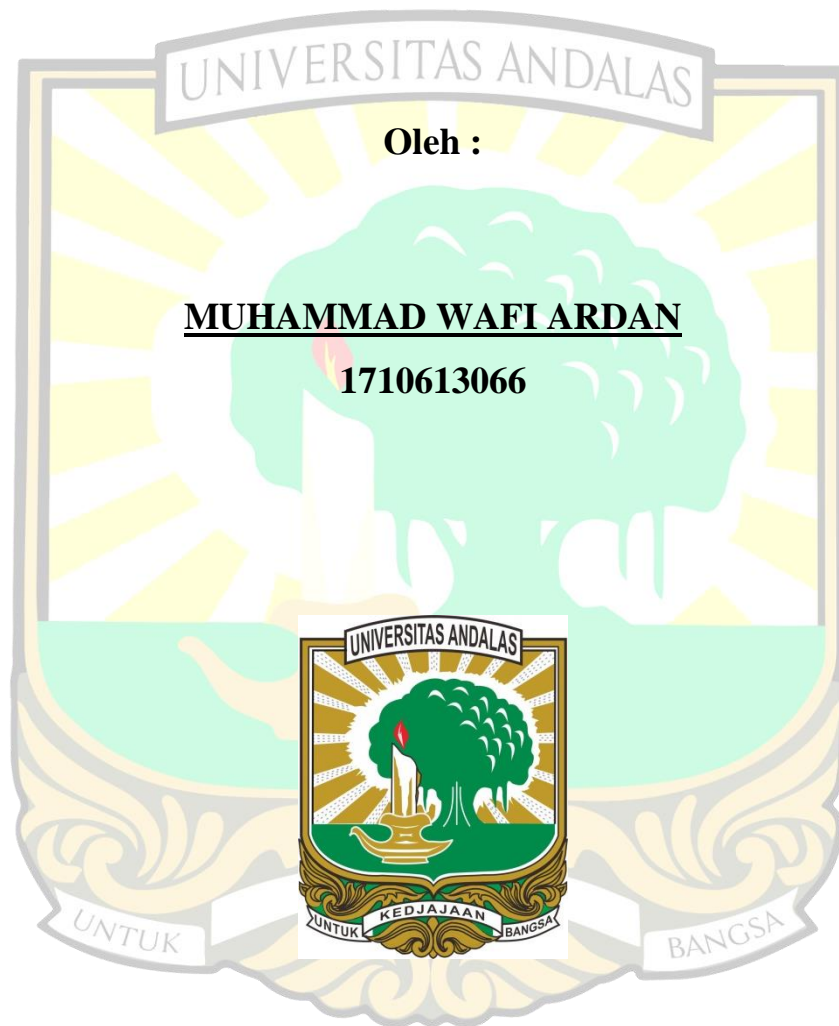 UNIVERSITAS ANDALAS
Oleh :
MUHAMMAD WAFI ARDAN
1710613066
UNIVERSITAS ANDALAS
UNTUK KEDJAJAAN BANGSA
UNTUK BANGSA